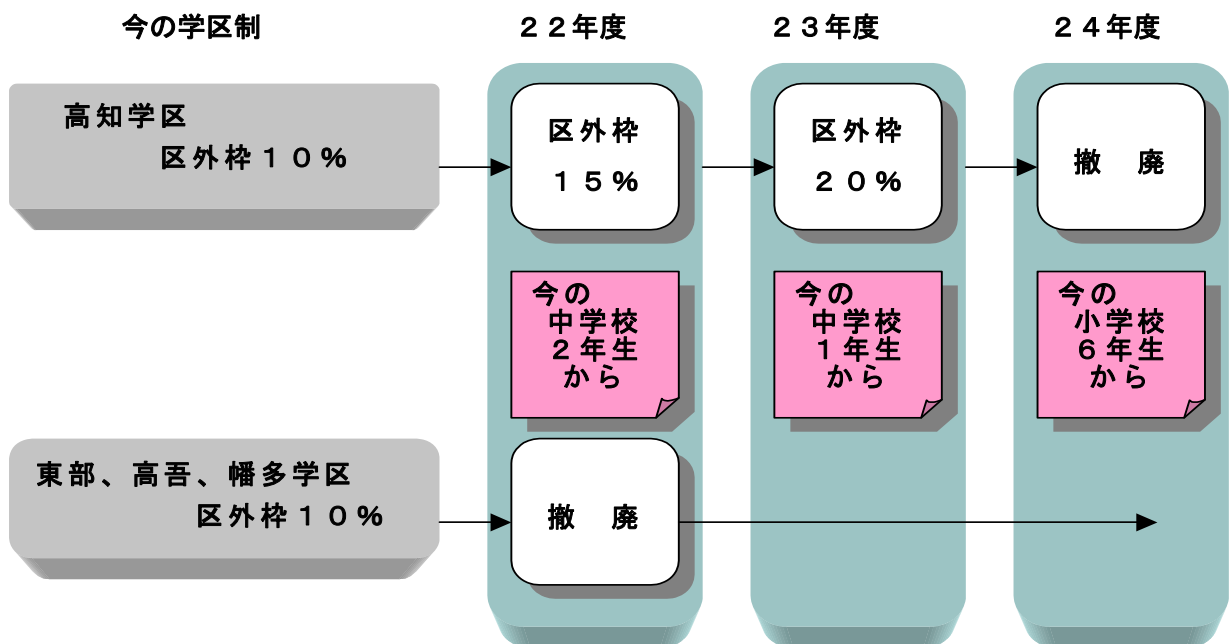 今の学区制
２２年度
２３年度
２４年度
高知学区
区外枠１０％
区外枠
１５％
区外枠
２０％
撤　廃
今の
中学校
２年生
から
今の
中学校
１年生
から
今の
小学校
６年生
から
東部、高吾、幡多学区
区外枠１０％
撤　廃